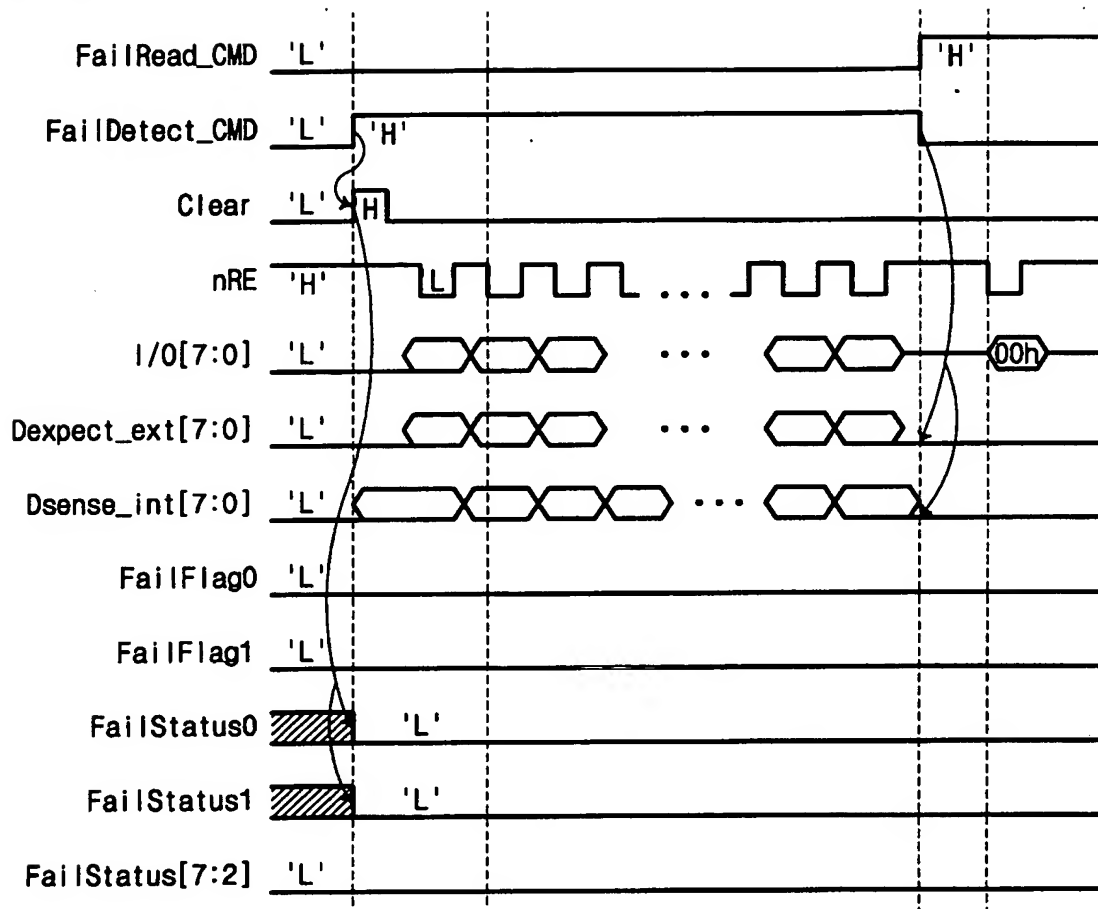 FailRead_CMD 'L' 'H'
FailDetect_CMD 'L' 'H'
Clear 'L' H
nRE 'H' L ...
I/O[7:0] 'L' ... 00h
Dexpect_ext[7:0] 'L' ...
Dsense_int[7:0] 'L' ...
FailFlag0 'L'
FailFlag1 'L'
FailStatus0 'L'
FailStatus1 'L'
FailStatus[7:2] 'L'